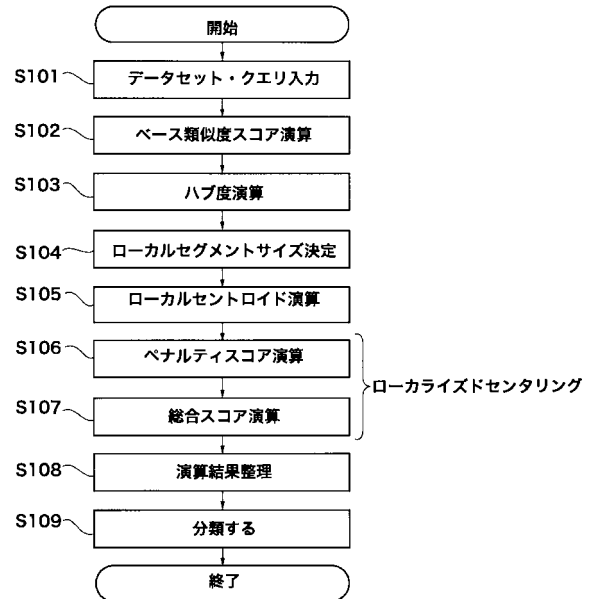 開始
S101 データセット・クエリ入力
S102 ベース類似度スコア演算
S103 ハブ度演算
S104 ローカルセグメントサイズ決定
S105 ローカルセントロイド演算
S106 ペナルティスコア演算
ローカライズドセンタリング
S107 総合スコア演算
S108 演算結果整理
S109 分類する
終了